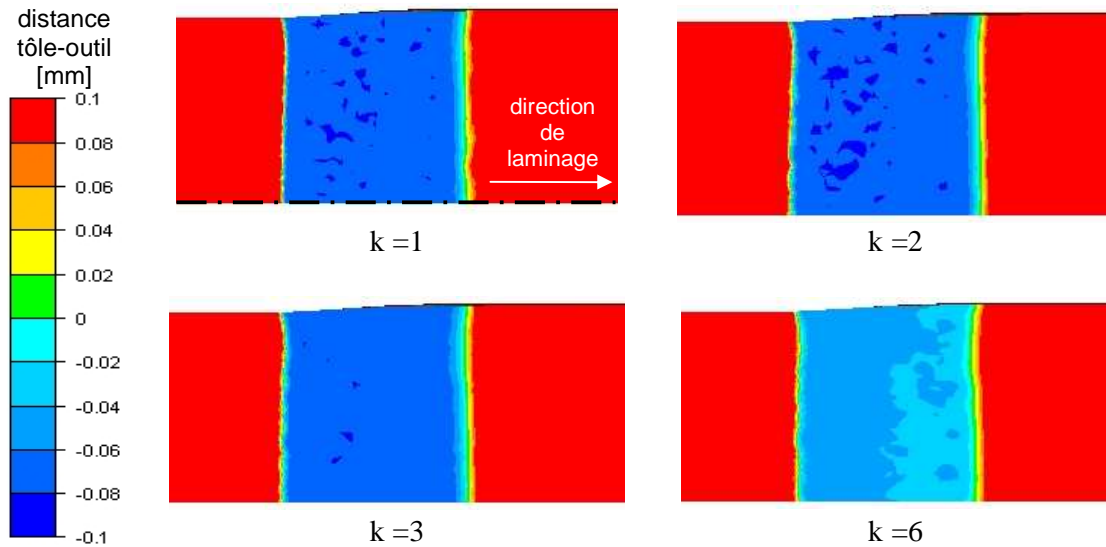 distance
tôle-outil
[mm]
0.1
0.08
0.06
0.04
0.02
0
-0.02
-0.04
-0.06
-0.08
-0.1
direction
de
laminage
k =1
k =2
k =3
k =6